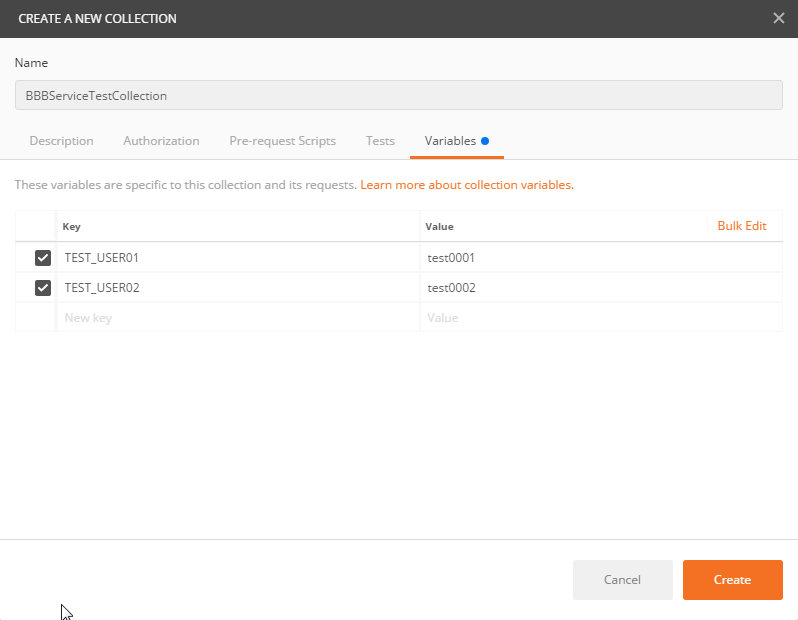 CREATE A NEW COLLECTION
Name
BBBServiceTestCollection
Description Authorization Pre-request Scripts Tests Variables
These variables are specific to this collection and its requests. Learn more about collection variables.
Key Value Bulk Edit
TEST_USER01 test0001
TEST_USER02 test0002
New key Value
Cancel Create